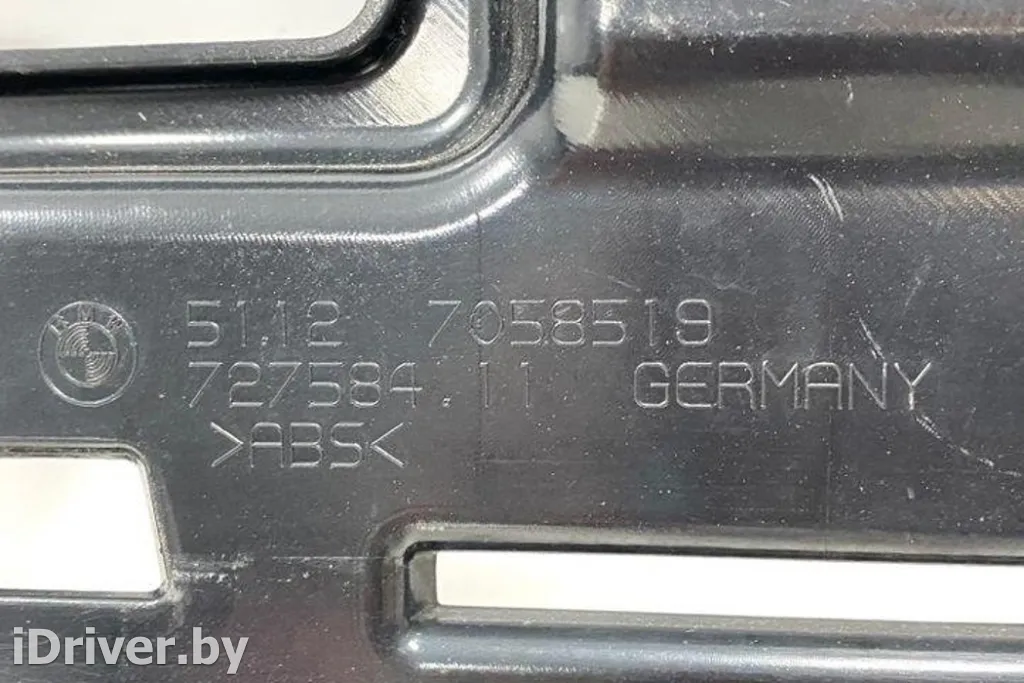 BMW
51.12 7058519
727584.11 GERMANY
>ABS<
iDriver.by